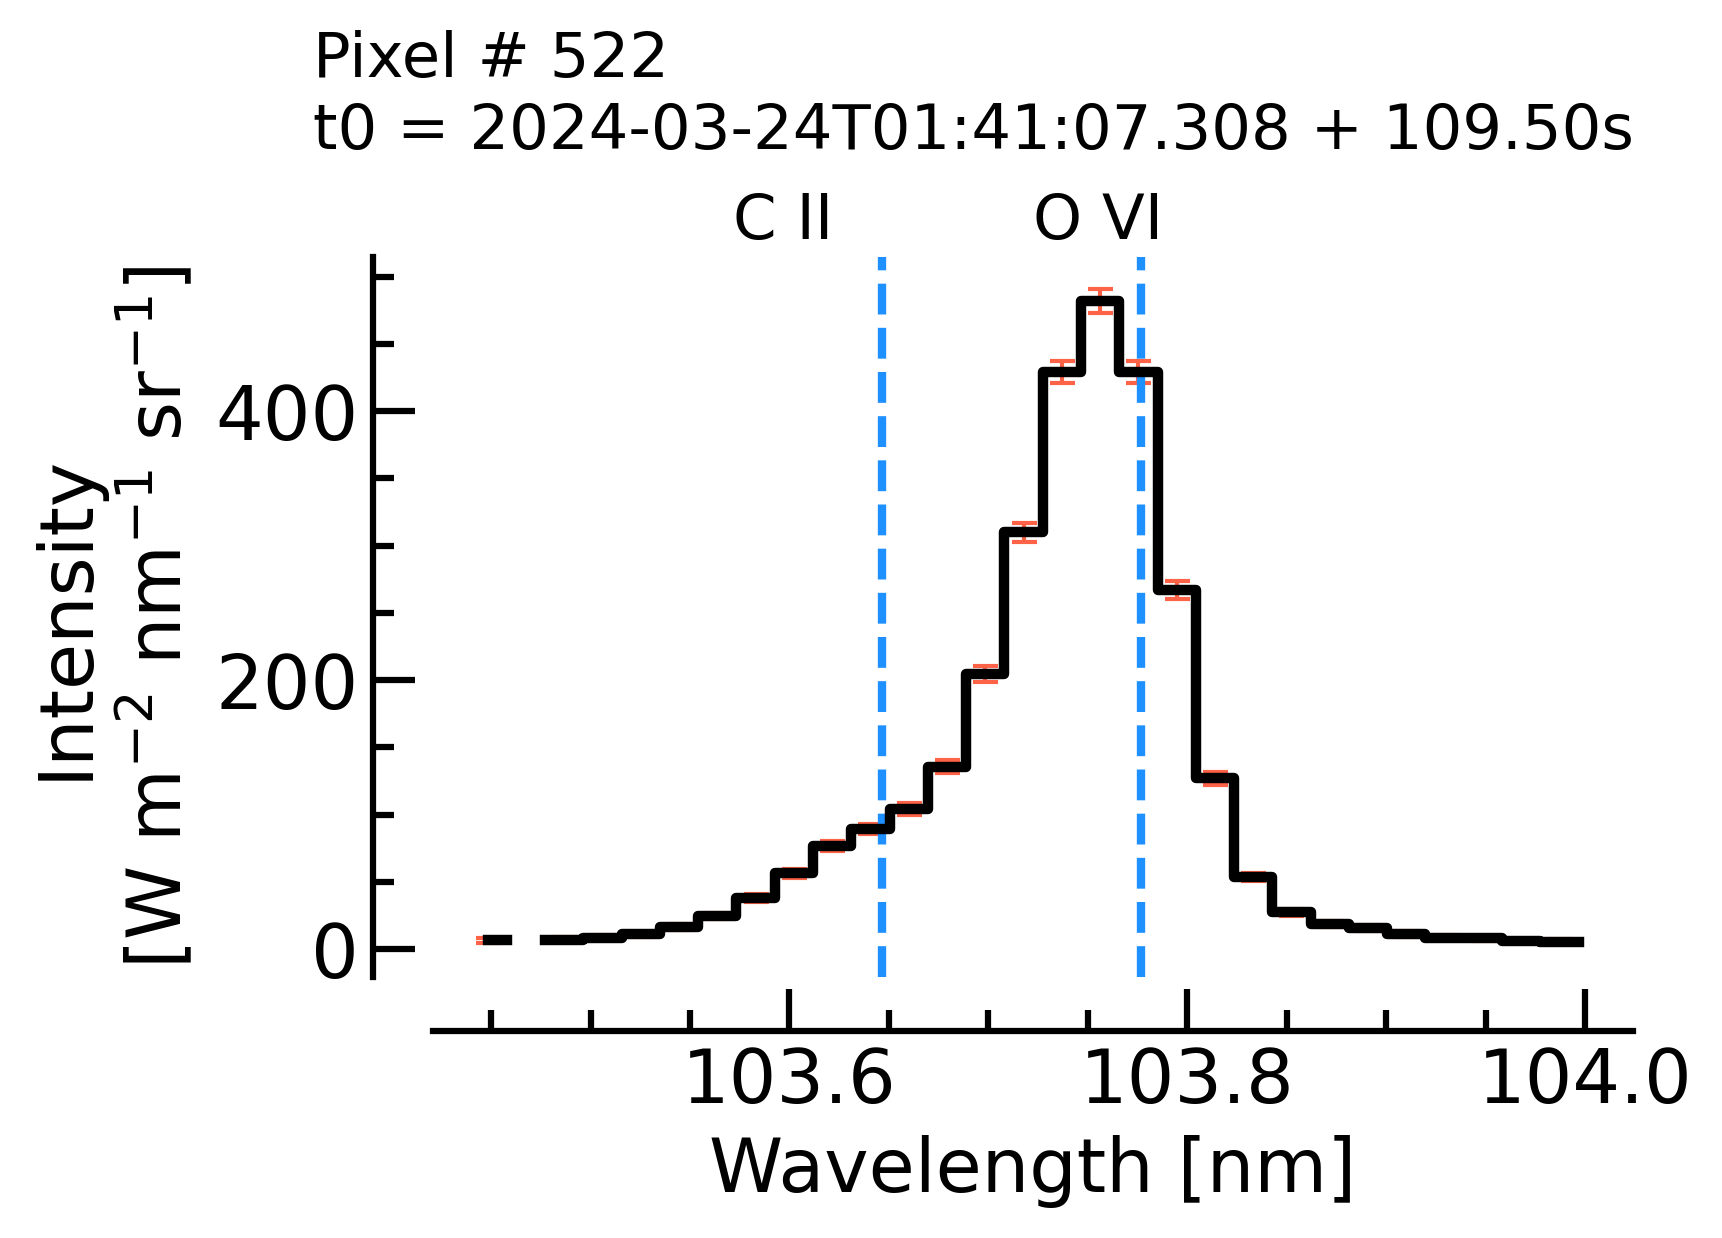 Pixel # 522
t0 = 2024-03-24T01:41:07.308 + 109.50s
C II
O VI
Intensity
[W m⁻² nm⁻¹ sr⁻¹]
400
200
0
103.6
103.8
104.0
Wavelength [nm]